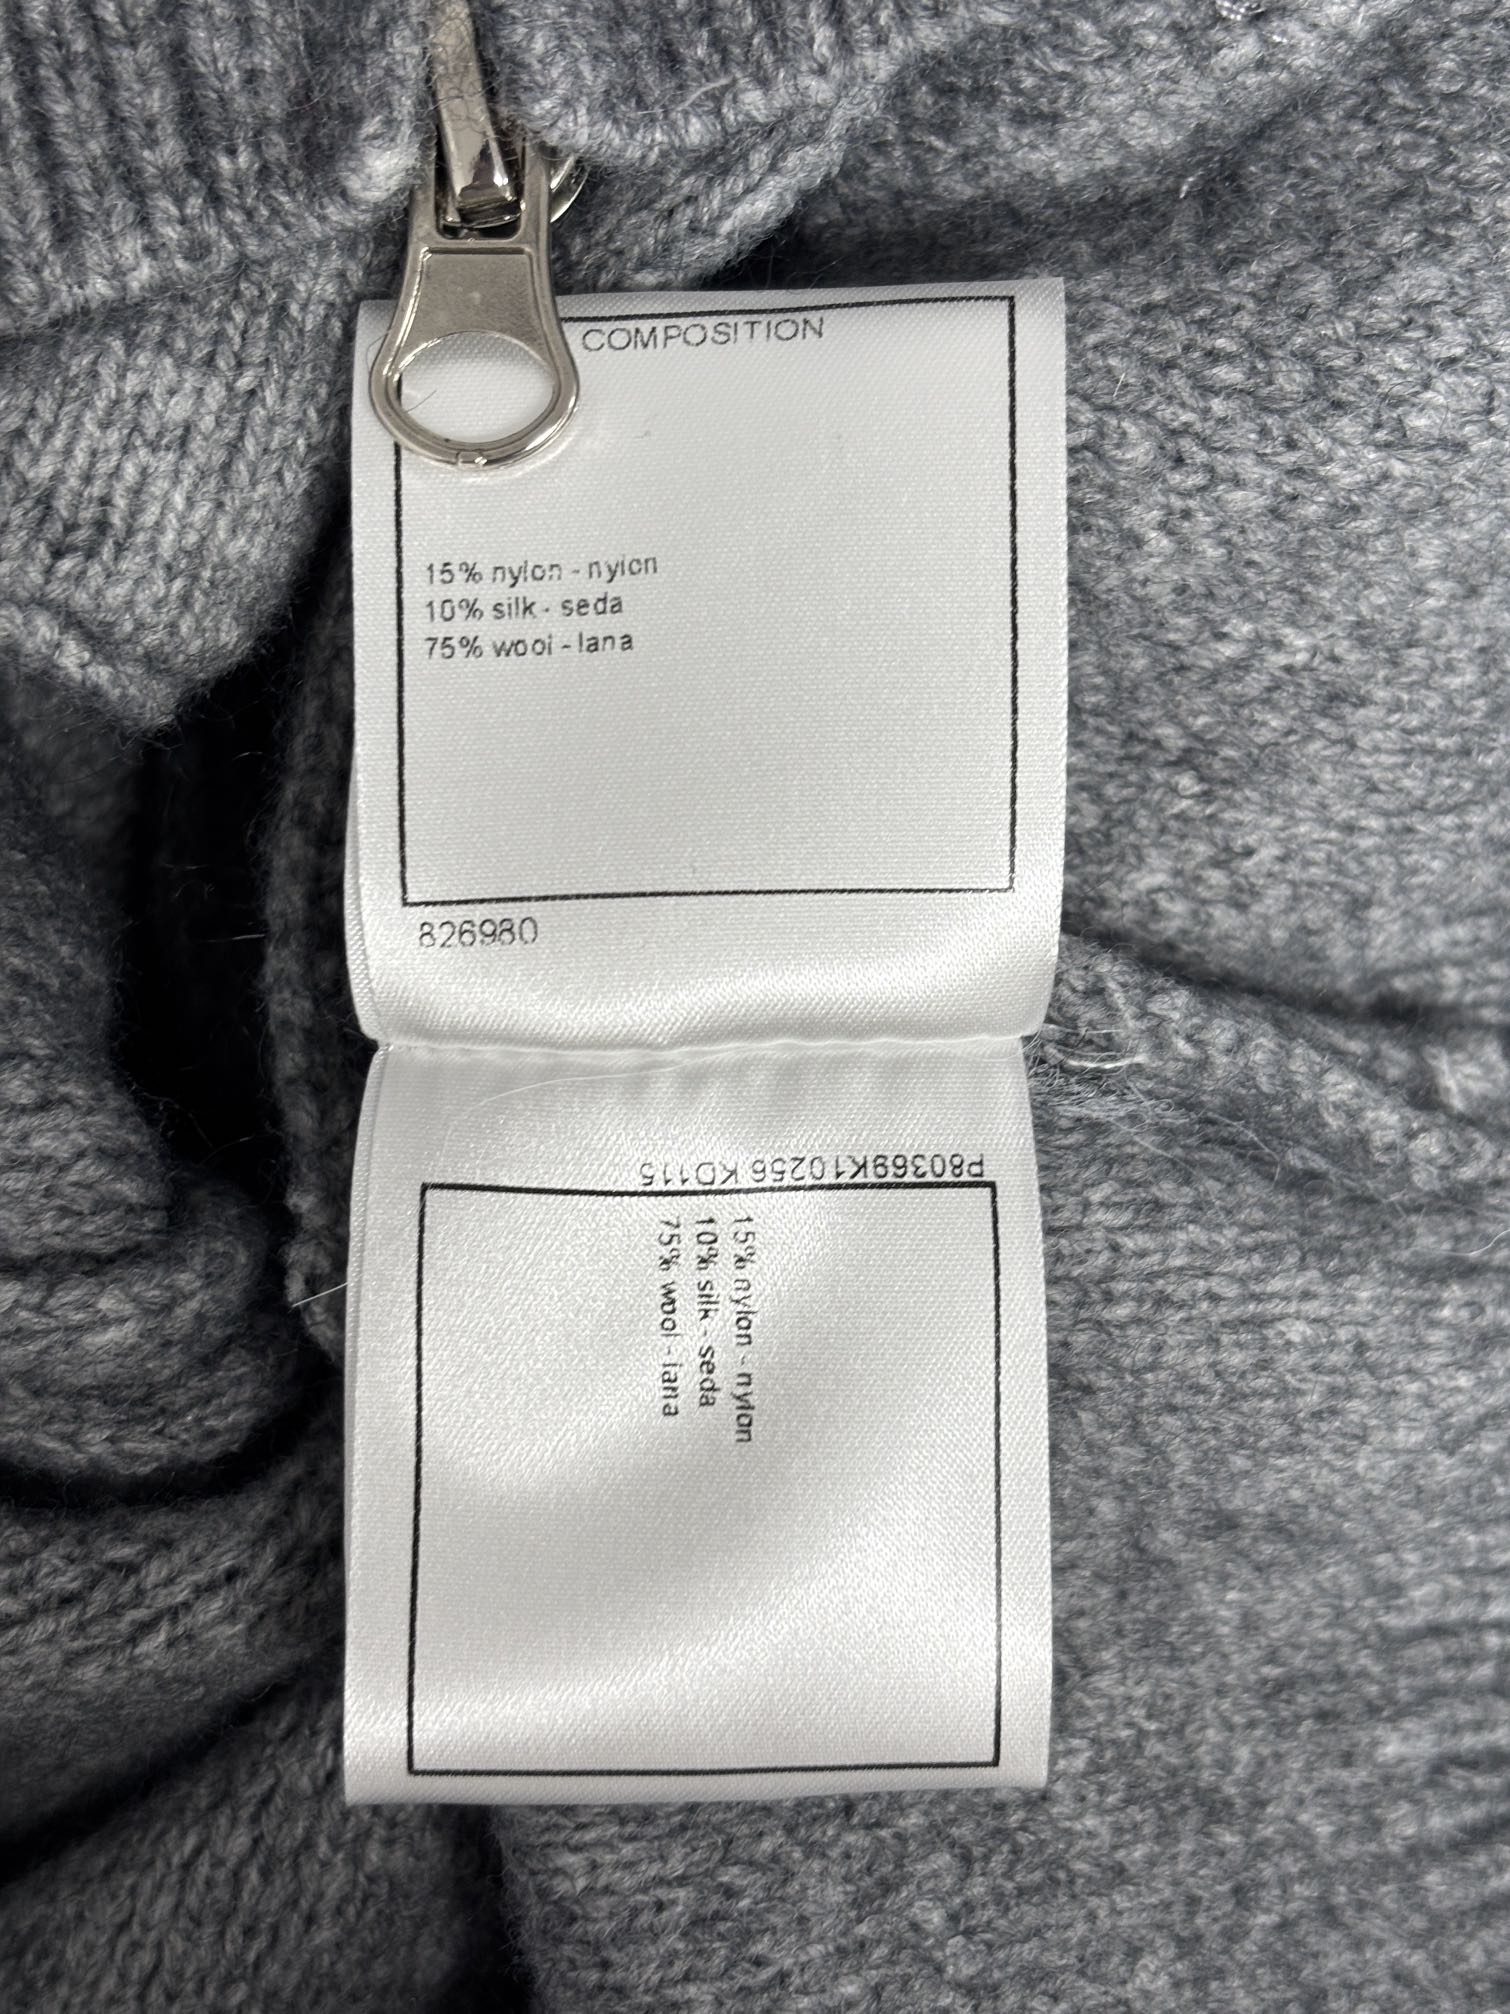 COMPOSITION
15% nylon - nylon
10% silk - seda
75% wool - lana
826980
P80369K10256 KD115
15% nylon - nylon
10% silk - seda
75% wool - lana